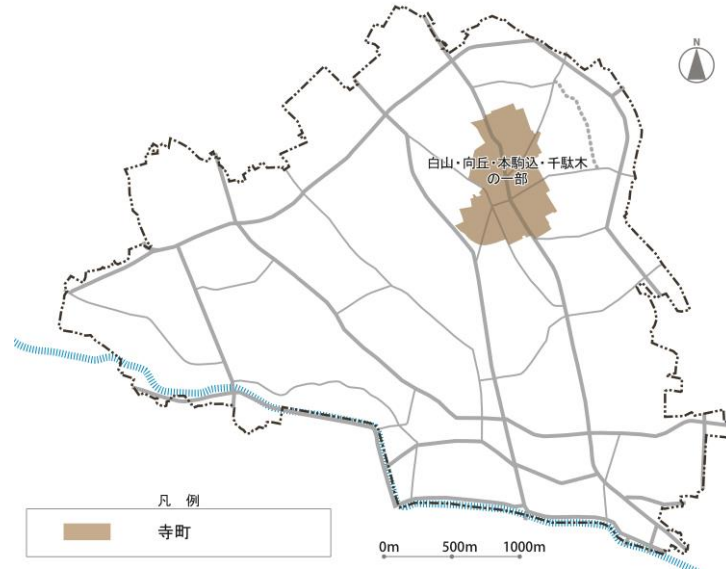 N
白山・向丘・本駒込・千駄木
の一部
凡 例
寺町
0m 500m 1000m